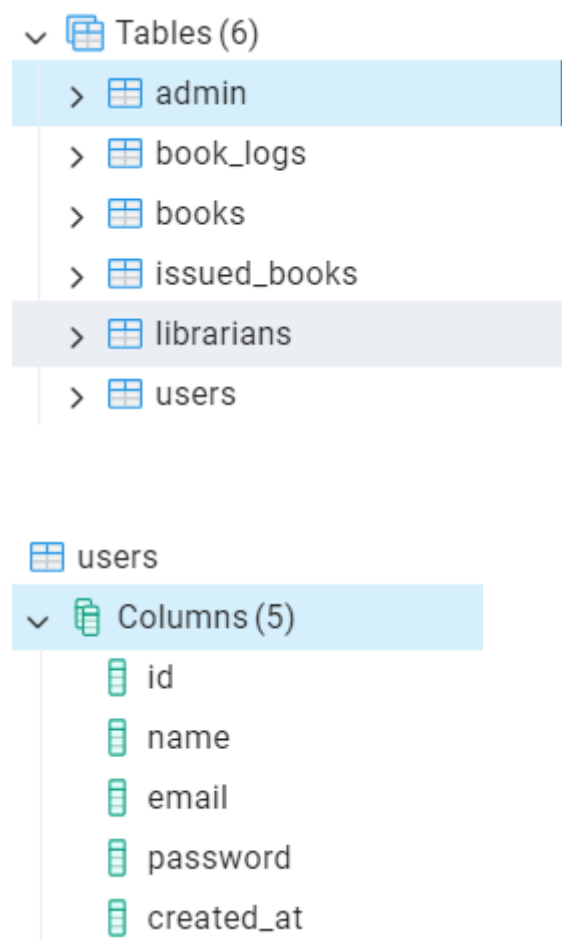 Tables (6)
admin
book_logs
books
issued_books
librarians
users
users
Columns (5)
id
name
email
password
created_at